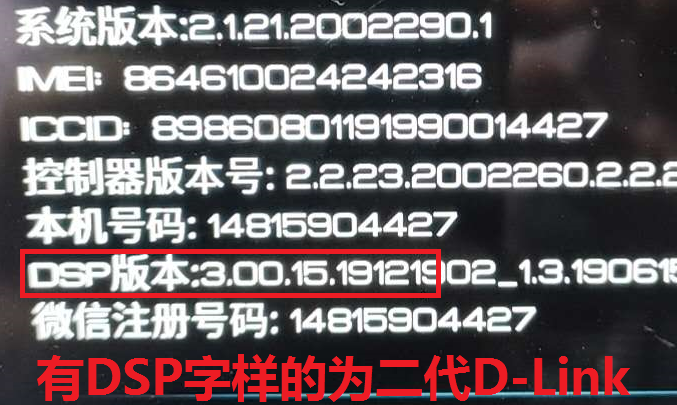 系统版本:2.1.21.2002290.1
IMEI: 864610024242316
ICCID: 89860801191990014427
控制器版本号: 2.2.23.2002260.2.2.2
本机号码: 14815904427
DSP版本:3.00.15.19121902_1.3.190615
微信注册号码: 14815904427
有DSP字样的为二代D-Link